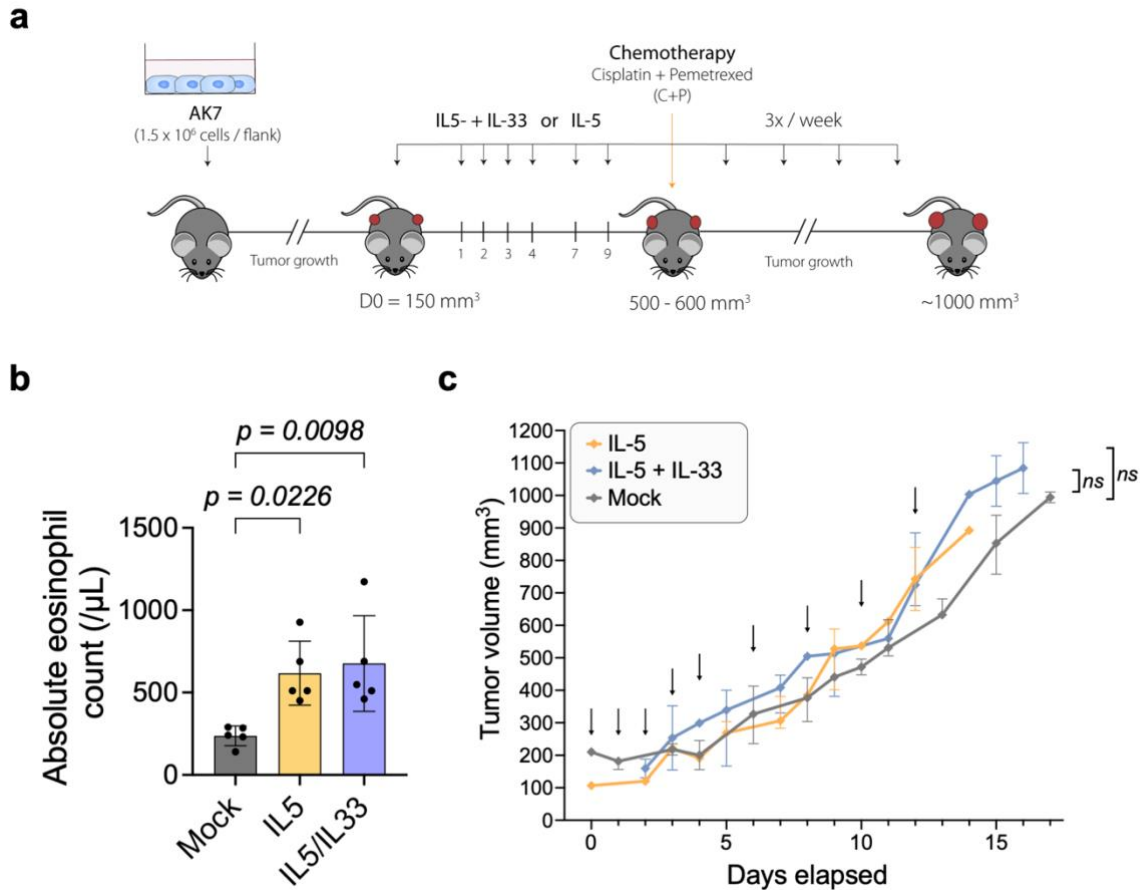 a
Chemotherapy
Cisplatin + Pemetrexed
(C+P)
AK7
(1.5 x 10⁶ cells / flank)
IL5- + IL-33 or IL-5
3x / week
Tumor growth
1 2 3 4 7 9
Tumor growth
D0 = 150 mm³
500 - 600 mm³
~1000 mm³
b
p = 0.0098
p = 0.0226
Absolute eosinophil
count (/µL)
1500
1000
500
0
Mock
IL5
IL5/IL33
c
Tumor volume (mm³)
1200
1100
1000
900
800
700
600
500
400
300
200
100
0
IL-5
IL-5 + IL-33
Mock
ns
ns
0 5 10 15
Days elapsed